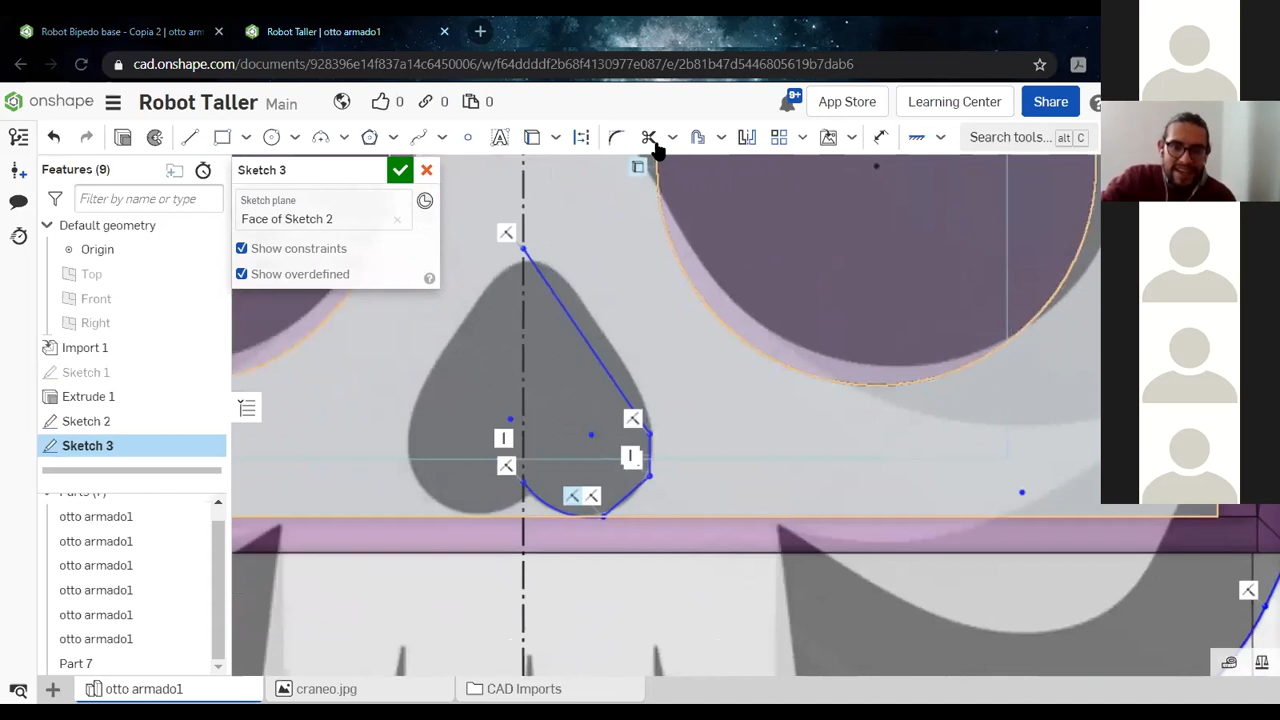 Robot Bipedo base - Copia 2 | otto arm
Robot Taller | otto armado1
cad.onshape.com/documents/928396e14f837a14c6450006/w/f64ddddf2b68f4130977e087/e/2b81b47d5446805619b7dab6
onshape
Robot Taller Main
0
0
0
9+
App Store
Learning Center
Share
Search tools...
alt C
Features (9)
Filter by name or type
Default geometry
Origin
Top
Front
Right
Import 1
Sketch 1
Extrude 1
Sketch 2
Sketch 3
Sketch 3
Sketch plane
Face of Sketch 2
Show constraints
Show overdefined
Parts (7)
otto armado1
otto armado1
otto armado1
otto armado1
otto armado1
otto armado1
Part 7
otto armado1
craneo.jpg
CAD Imports